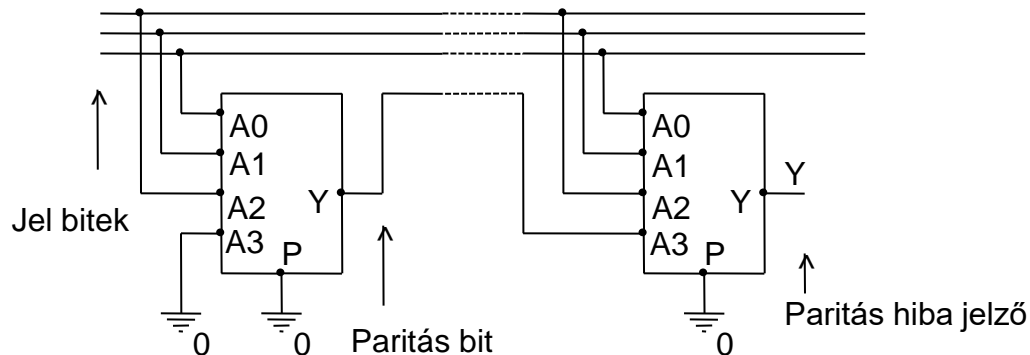 A0
A1
A2
A3
P
Y
Jel bitek
0
0
Paritás bit
A0
A1
A2
A3
P
Y
Y
0
Paritás hiba jelző